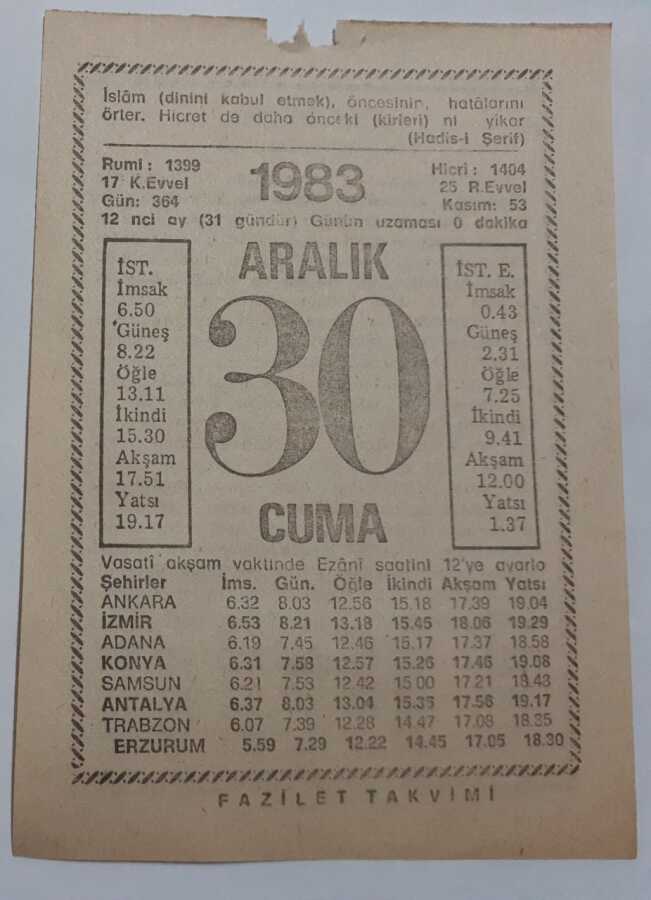 İslâm (dinini kabul etmek), öncesinin, hatâlarını
örter. Hicret de daha önceki (kirleri) ni yıkar
(Hadîs-i Şerif)
Rumi: 1399
17 K.Evvel
Gün: 364
1983
Hicri: 1404
25 R.Evvel
Kasım: 53
12 nci ay (31 gündür) Günün uzaması 0 dakika
ARALIK
30
CUMA
İST.
İmsak
6.50
Güneş
8.22
Öğle
13.11
İkindi
15.30
Akşam
17.51
Yatsı
19.17
İST. E.
İmsak
0.43
Güneş
2.31
Öğle
7.25
İkindi
9.41
Akşam
12.00
Yatsı
1.37
Vasatî akşam vaktinde Ezânî saatini 12'ye ayarla
Şehirler İms. Gün. Öğle İkindi Akşam Yatsı
ANKARA 6.32 8.03 12.56 15.18 17.39 19.04
İZMİR 6.53 8.21 13.18 15.45 18.06 19.29
ADANA 6.19 7.45 12.46 15.17 17.37 18.58
KONYA 6.31 7.58 12.57 15.26 17.46 19.08
SAMSUN 6.21 7.53 12.42 15 00 17.21 18.43
ANTALYA 6.37 8.03 13.04 15.35 17.56 19.17
TRABZON 6.07 7.39 12.28 14.47 17.08 18.35
ERZURUM 5.59 7.29 12.22 14.45 17.05 18.30
FAZİLET TAKVİMİ